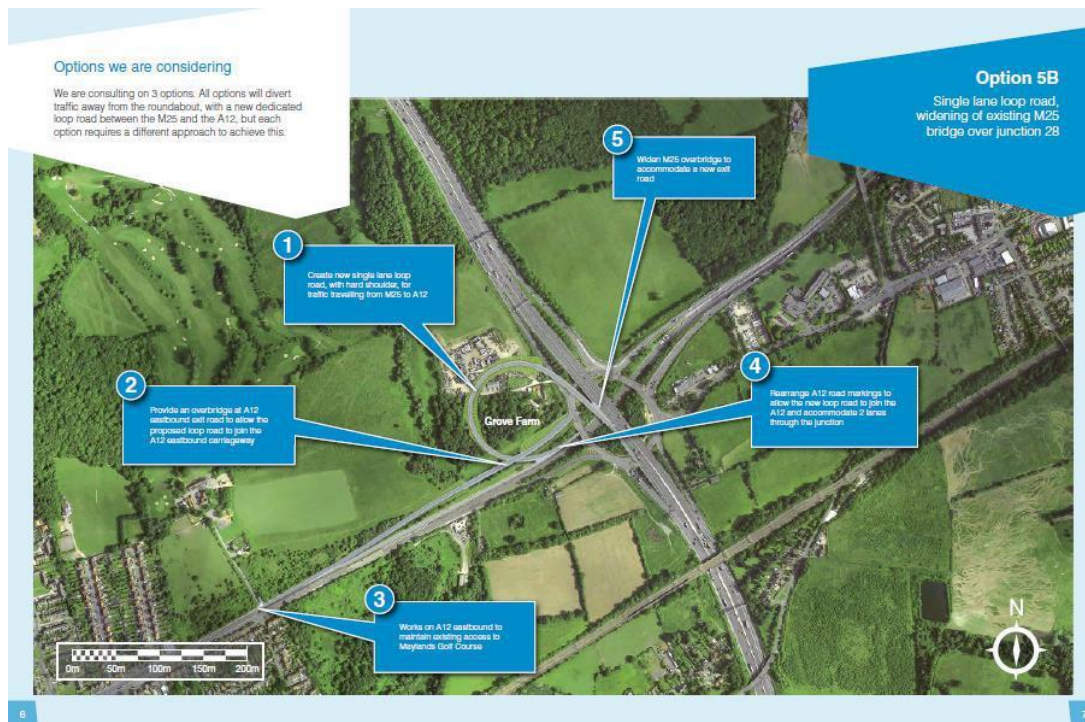 Options we are considering
We are consulting on 3 options. All options will divert
traffic away from the roundabout, with a new dedicated
loop road between the M25 and the A12, but each
option requires a different approach to achieve this.
Option 5B
Single lane loop road,
widening of existing M25
bridge over junction 28
5
Widen M25 overbridge to
accommodate a new exit
road
1
Create new single lane loop
road, with hard shoulder, for
traffic travelling from M25 to A12
2
Provide an overbridge at A12
eastbound exit road to allow the
proposed loop road to join the
A12 eastbound carriageway
Grove Farm
4
Rearrange A12 road markings to
allow the new loop road to join the
A12 and accommodate 2 lanes
through the junction
3
Works on A12 eastbound to
maintain existing access to
Maylands Golf Course
0m 50m 100m 150m 200m
N
6
7